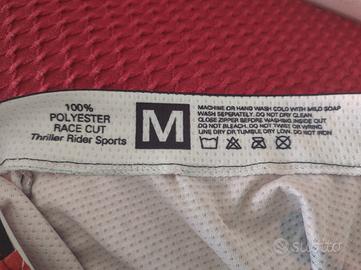 100%
POLYESTER
RACE CUT
Thriller Rider Sports
M
MACHINE OR HAND WASH COLD WITH MILD SOAP
WASH SEPERATELY. DO NOT DRY CLEAN.
CLOSE ZIPPER BEFORE WASHING. INSIDE OUT
DO NOT BLEACH. DO NOT TWIST OR WRING.
LINE DRY OR TUMBLE DRY LOW. DO NOT IRON
subito